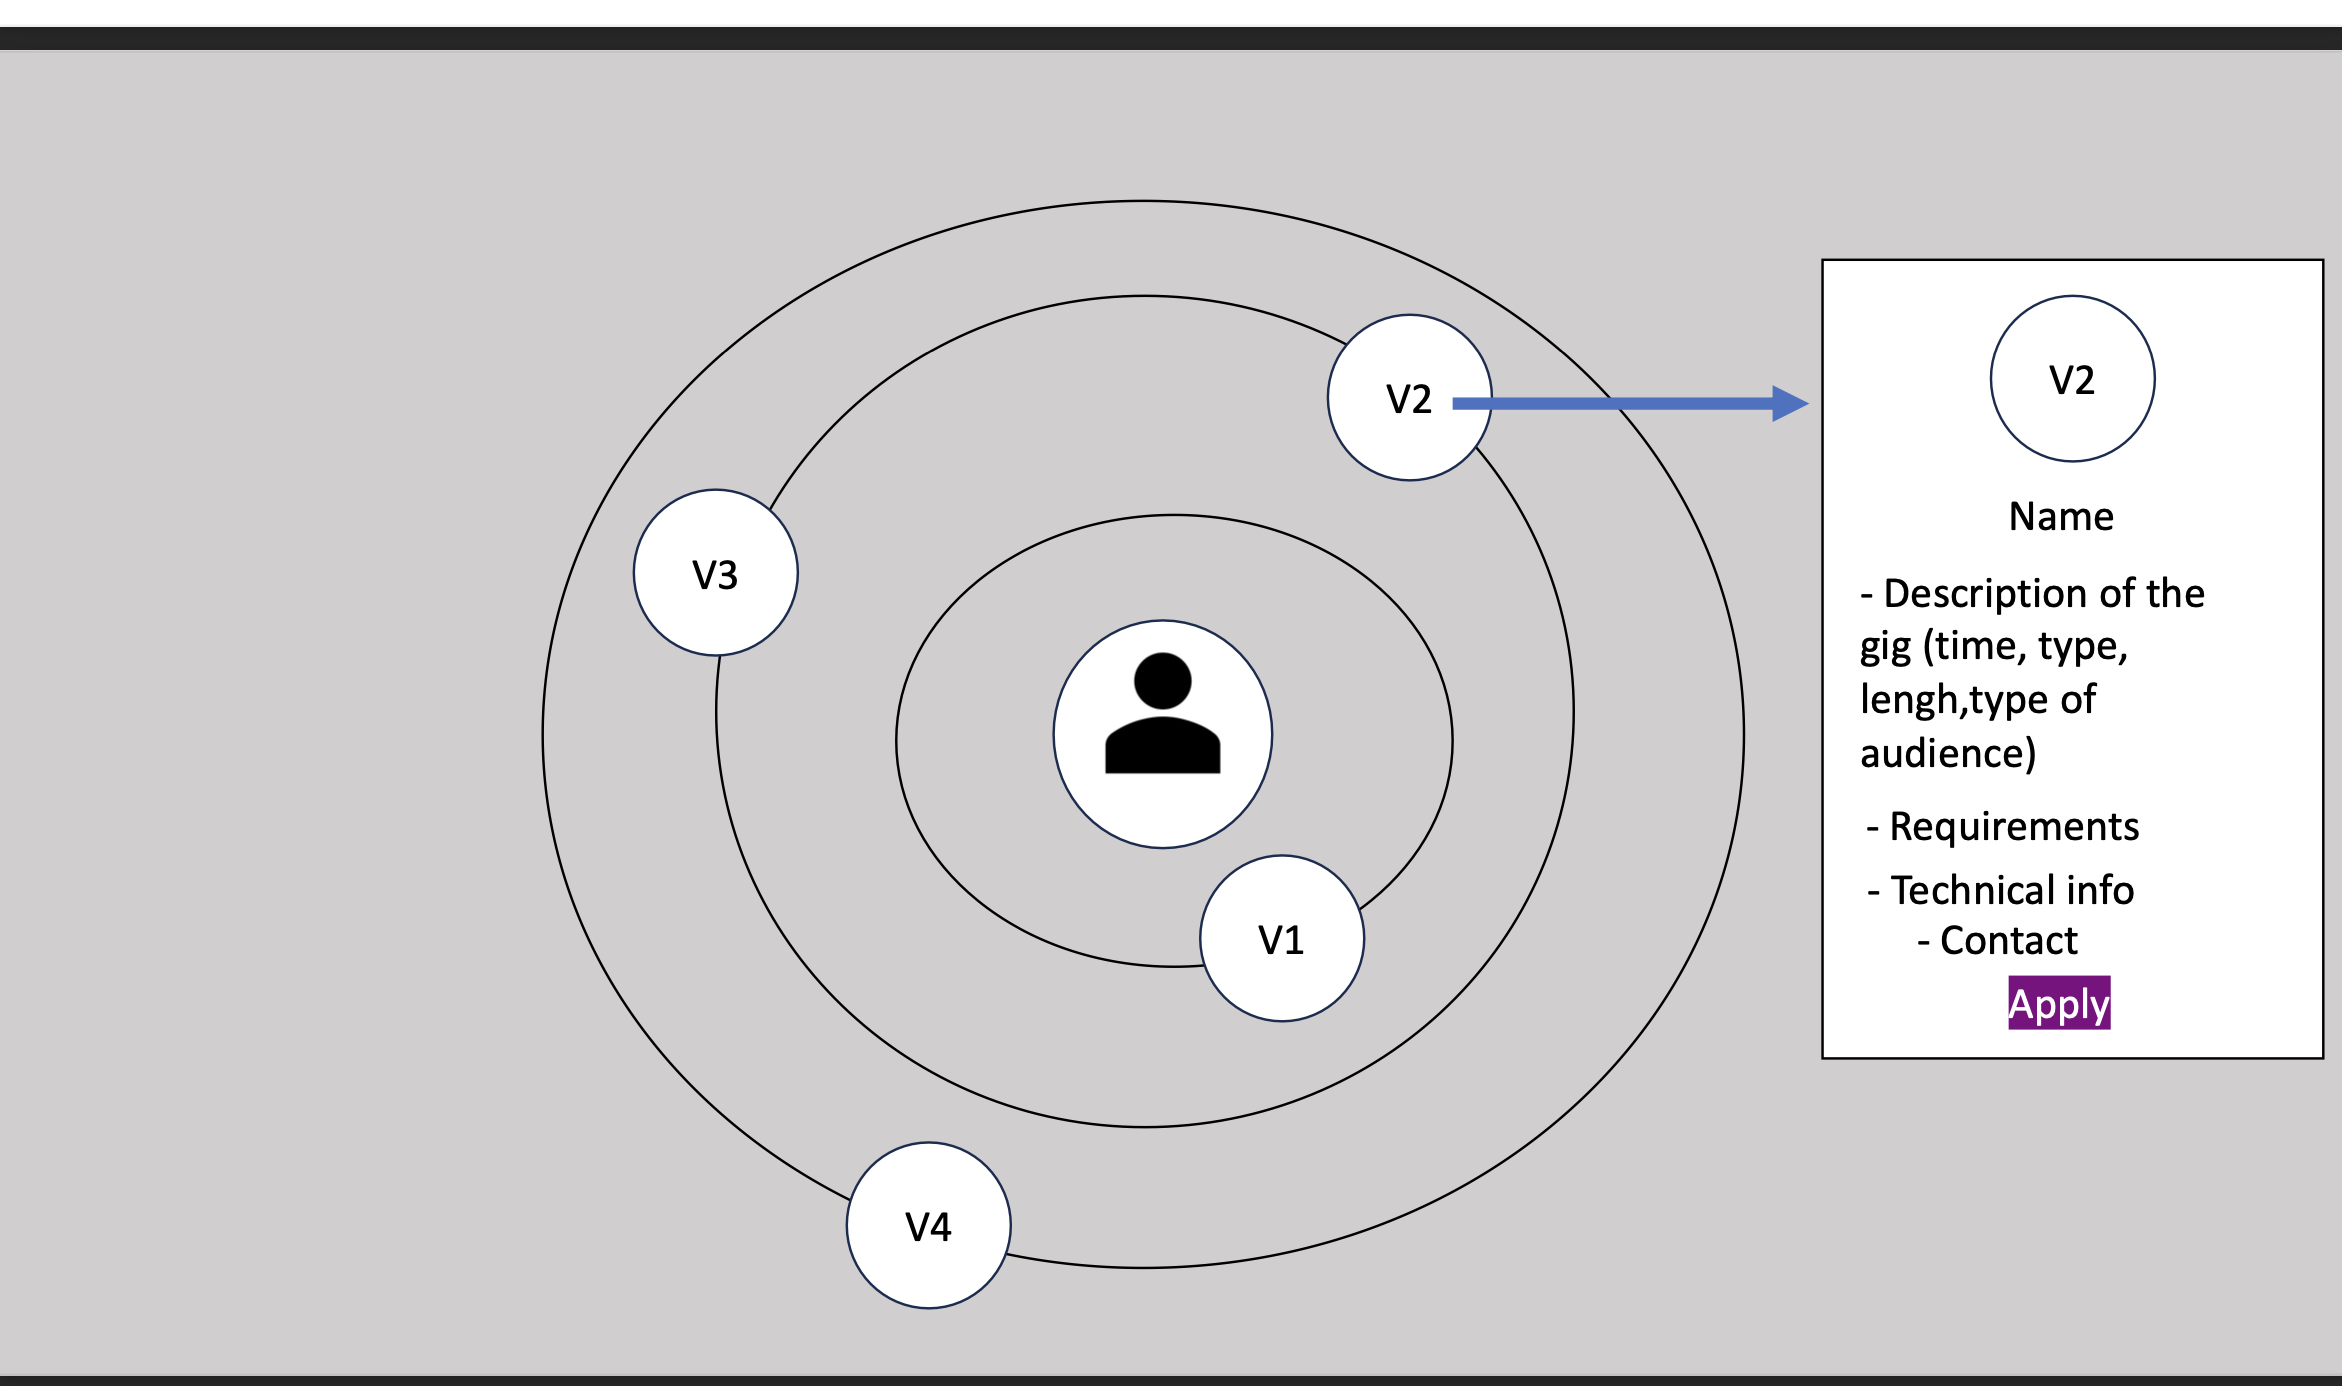 V2
V3
V1
V4
V2
Name
- Description of the
gig (time, type,
lengh,type of
audience)
- Requirements
- Technical info
- Contact
Apply